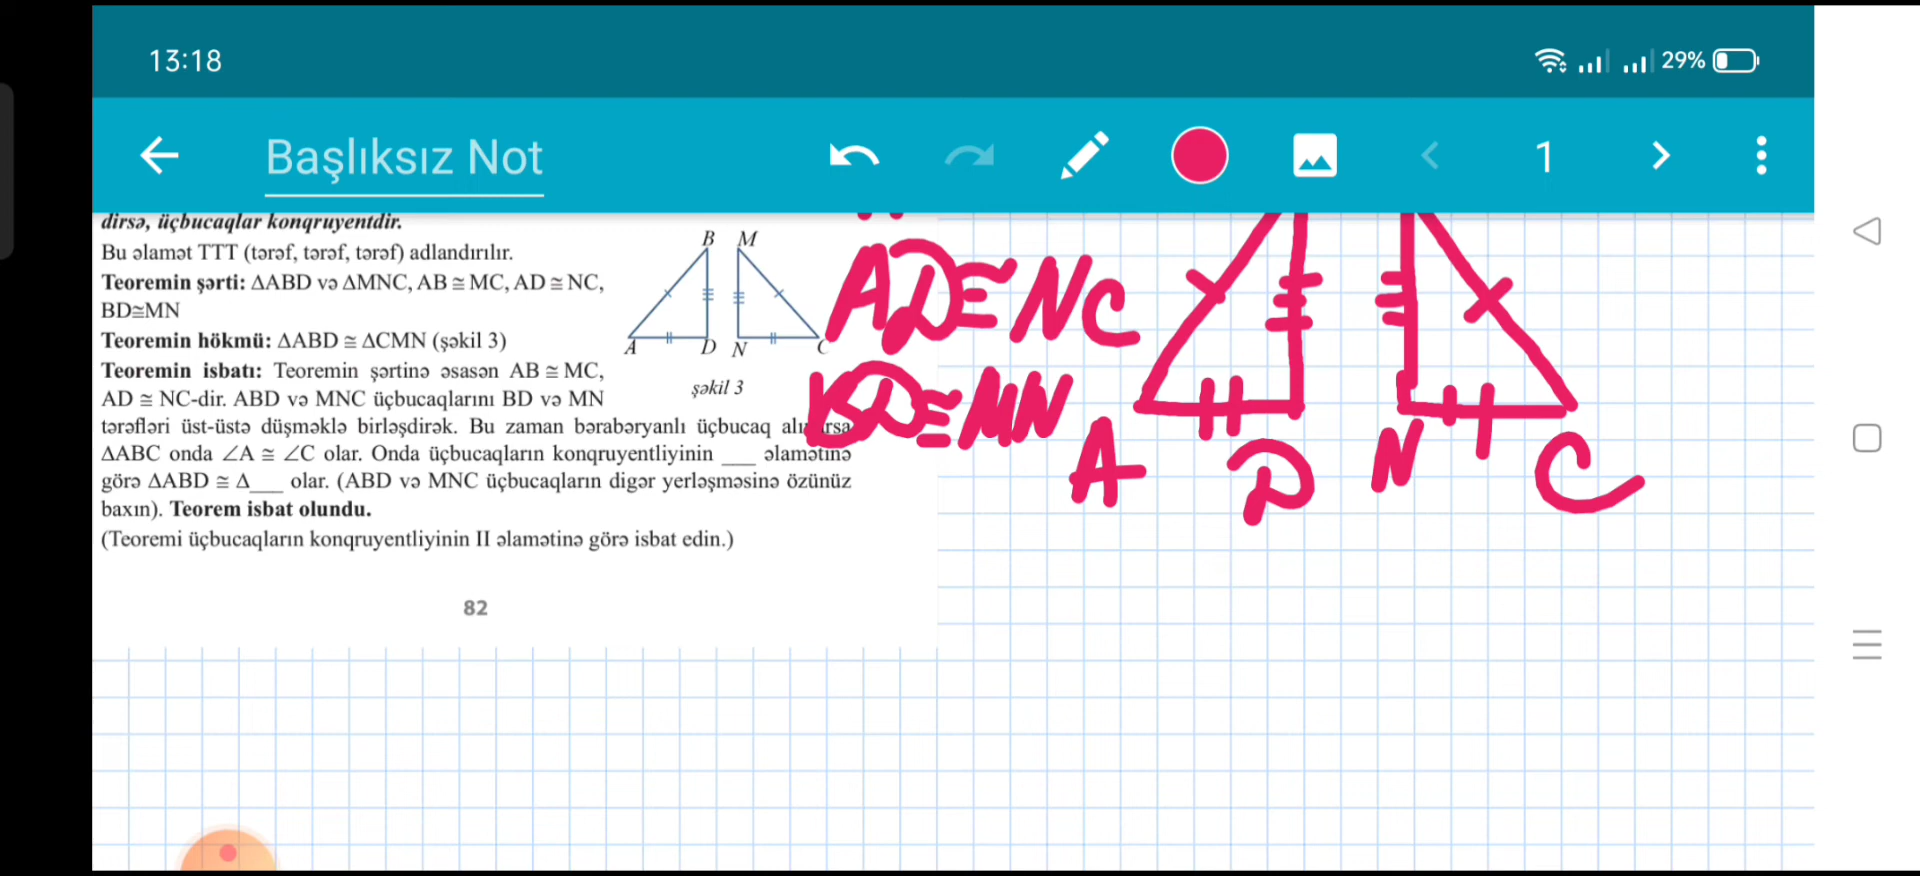 13:18
29%
Başlıksız Not
1
dirsə, üçbucaqlar konqruyentdir.
Bu əlamət TTT (tərəf, tərəf, tərəf) adlandırılır.
Teoremin şərti: ΔABD və ΔMNC, AB ≅ MC, AD ≅ NC,
BD≅MN
Teoremin hökmü: ΔABD ≅ ΔCMN (şəkil 3)
Teoremin isbatı: Teoremin şərtinə əsasən AB ≅ MC,
AD ≅ NC-dir. ABD və MNC üçbucaqlarını BD və MN
tərəfləri üst-üstə düşməklə birləşdirək. Bu zaman bərabəryanlı üçbucaq
ΔABC onda ∠A ≅ ∠C olar. Onda üçbucaqların konqruyentliyinin ___ əlamətinə
görə ΔABD ≅ Δ___ olar. (ABD və MNC üçbucaqların digər yerləşməsinə özünüz
baxın). Teorem isbat olundu.
(Teoremi üçbucaqların konqruyentliyinin II əlamətinə görə isbat edin.)
82
B M
A D N C
şəkil 3
AD≡NC
BD≡MN
A D N C